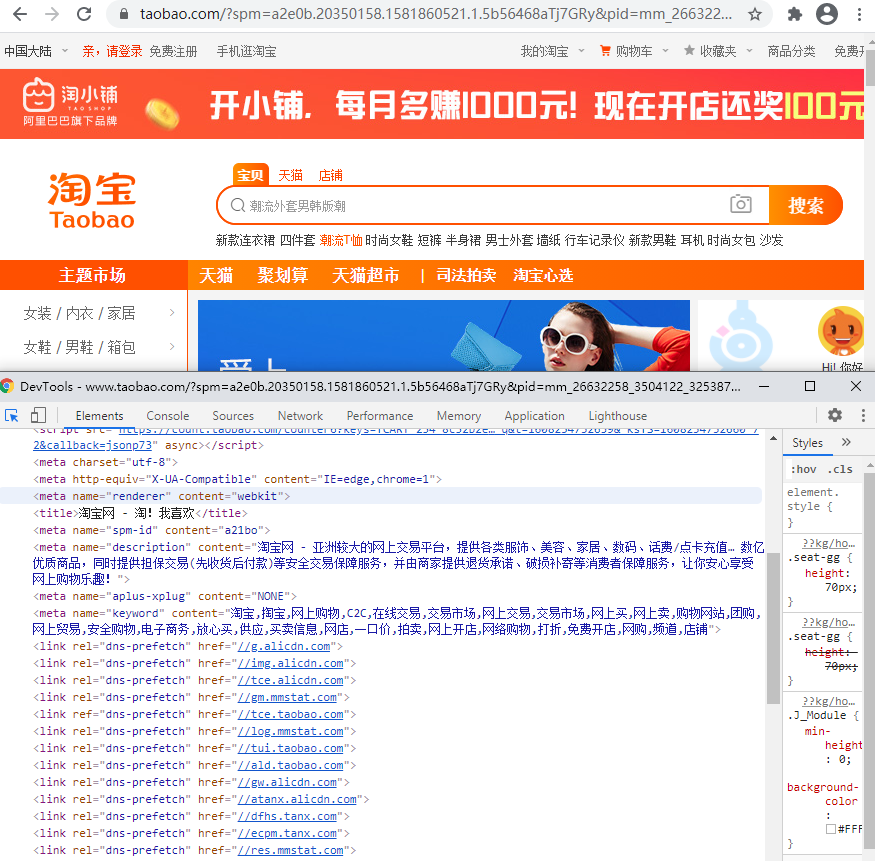 taobao.com/?spm=a2e0b.20350158.1581860521.1.5b56468aTj7GRy&pid=mm_266322...
中国大陆 亲，请登录 免费注册 手机逛淘宝 我的淘宝 购物车 收藏夹 商品分类 免费开
淘小铺
TAO SHOP
阿里巴巴旗下品牌
开小铺，每月多赚1000元！现在开店还奖100元
宝贝 天猫 店铺
淘宝
Taobao
潮流外套男韩版潮
搜索
新款连衣裙 四件套 潮流T恤 时尚女鞋 短裤 半身裙 男士外套 墙纸 行车记录仪 新款男鞋 耳机 时尚女包 沙发
主题市场 天猫 聚划算 天猫超市 | 司法拍卖 淘宝心选
女装 / 内衣 / 家居
女鞋 / 男鞋 / 箱包
Hi! 你好
DevTools - www.taobao.com/?spm=a2e0b.20350158.1581860521.1.5b56468aTj7GRy&pid=mm_26632258_3504122_325387...
Elements Console Sources Network Performance Memory Application Lighthouse
2&callback=jsonp73" async></script>
<meta charset="utf-8">
<meta http-equiv="X-UA-Compatible" content="IE=edge,chrome=1">
<meta name="renderer" content="webkit">
<title>淘宝网 - 淘！我喜欢</title>
<meta name="spm-id" content="a21bo">
<meta name="description" content="淘宝网 - 亚洲较大的网上交易平台，提供各类服饰、美容、家居、数码、话费/点卡充值… 数亿
优质商品，同时提供担保交易(先收货后付款)等安全交易保障服务，并由商家提供退货承诺、破损补寄等消费者保障服务，让你安心享受
网上购物乐趣！">
<meta name="aplus-xplug" content="NONE">
<meta name="keyword" content="淘宝,掏宝,网上购物,C2C,在线交易,交易市场,网上交易,交易市场,网上买,网上卖,购物网站,团购,
网上贸易,安全购物,电子商务,放心买,供应,买卖信息,网店,一口价,拍卖,网上开店,网络购物,打折,免费开店,网购,频道,店铺">
<link rel="dns-prefetch" href="//g.alicdn.com">
<link rel="dns-prefetch" href="//img.alicdn.com">
<link rel="dns-prefetch" href="//tce.alicdn.com">
<link rel="dns-prefetch" href="//gm.mmstat.com">
<link ref="dns-prefetch" href="//tce.taobao.com">
<link rel="dns-prefetch" href="//log.mmstat.com">
<link rel="dns-prefetch" href="//tui.taobao.com">
<link rel="dns-prefetch" href="//ald.taobao.com">
<link rel="dns-prefetch" href="//gw.alicdn.com">
<link rel="dns-prefetch" href="//atanx.alicdn.com">
<link rel="dns-prefetch" href="//dfhs.tanx.com">
<link rel="dns-prefetch" href="//ecpm.tanx.com">
<link rel="dns-prefetch" href="//res.mmstat.com">
Styles
:hov .cls
element.
style {
}
??kg/ho…
.seat-gg {
height:
70px;
}
??kg/ho…
.seat-gg {
height:
70px;
}
??kg/ho…
.J_Module {
min-
height
: 0;
background-
color
:
#FFF
}